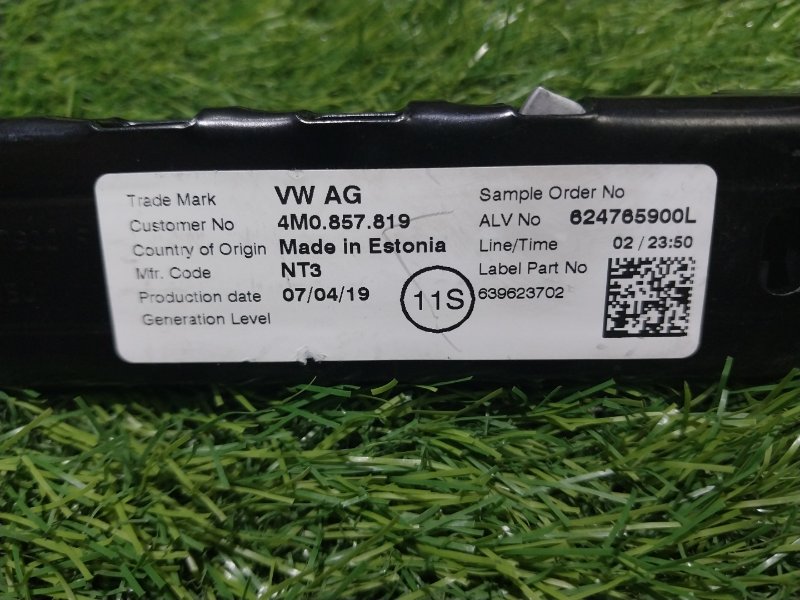 Trade Mark VW AG
Customer No 4M0.857.819
Country of Origin Made in Estonia
Mfr. Code NT3
Production date 07/04/19
Generation Level
11S
Sample Order No
ALV No 624765900L
Line/Time 02 / 23:50
Label Part No
639623702